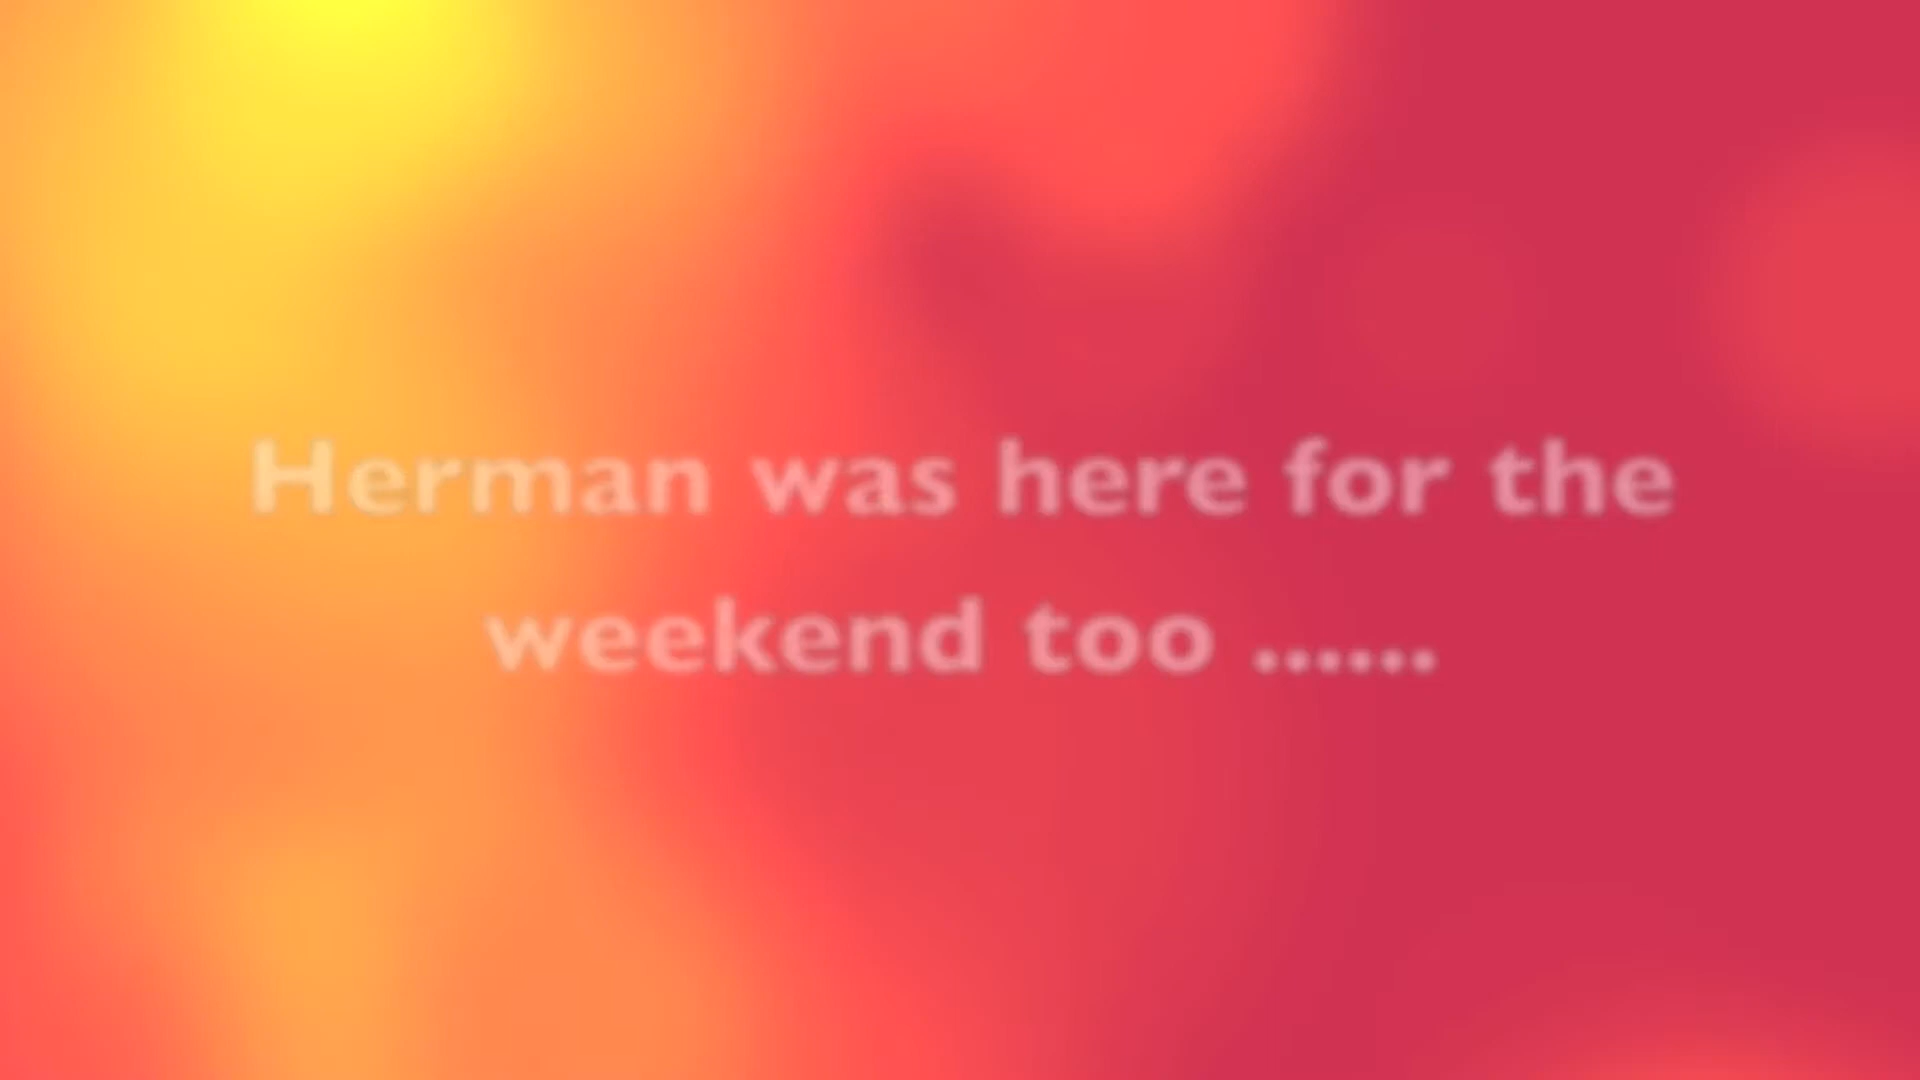 Herman was here for the
weekend too ......